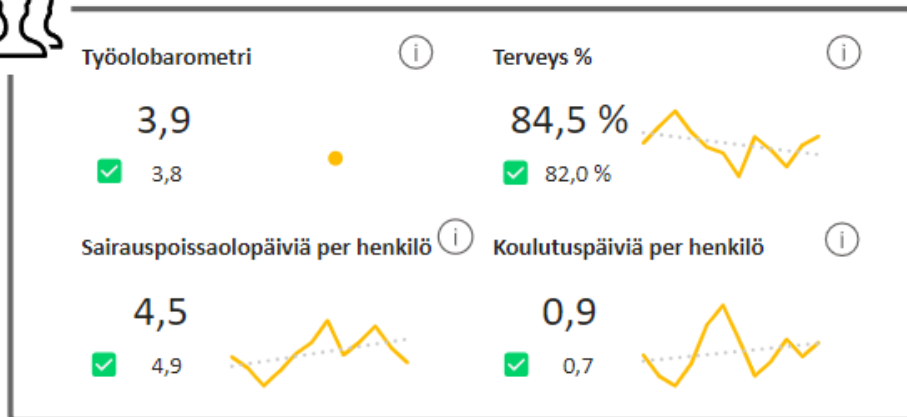 Työolobarometri
3,9
3,8
Terveys %
84,5 %
82,0 %
Sairauspoissaolopäiviä per henkilö
4,5
4,9
Koulutuspäiviä per henkilö
0,9
0,7